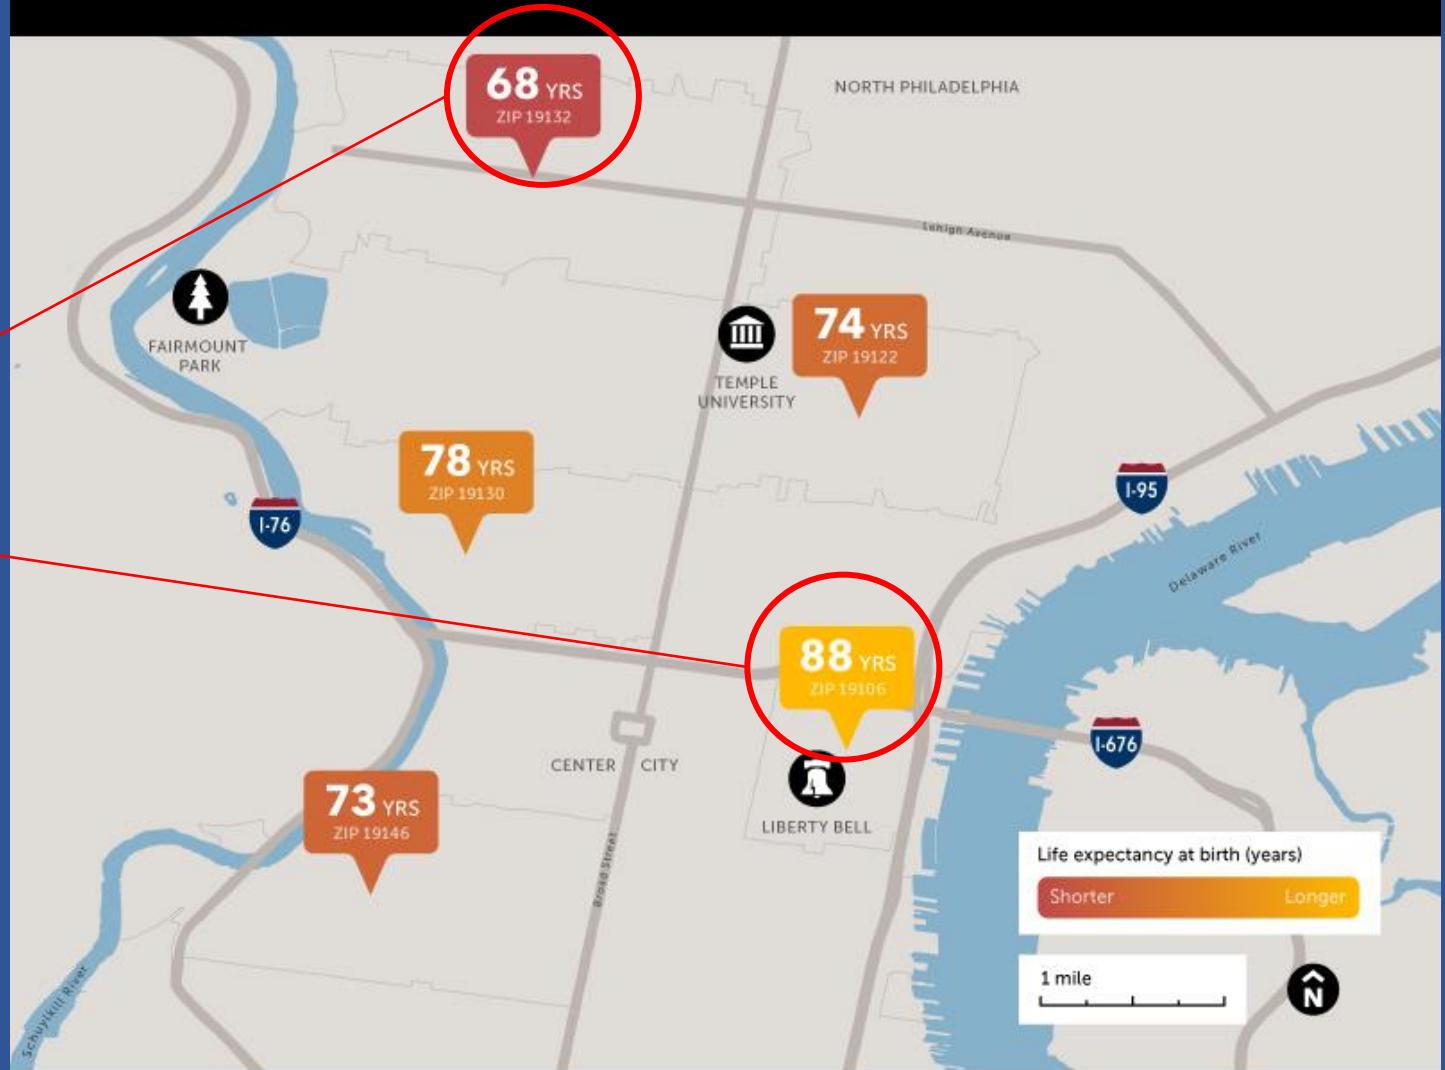 68 YRS
ZIP 19132
NORTH PHILADELPHIA
Lehigh Avenue
FAIRMOUNT
PARK
74 YRS
ZIP 19122
TEMPLE
UNIVERSITY
78 YRS
ZIP 19130
I-76
I-95
Delaware River
88 YRS
ZIP 19106
I-676
CENTER CITY
73 YRS
ZIP 19146
LIBERTY BELL
Broad Street
Life expectancy at birth (years)
Shorter Longer
1 mile
N
Schuylkill River